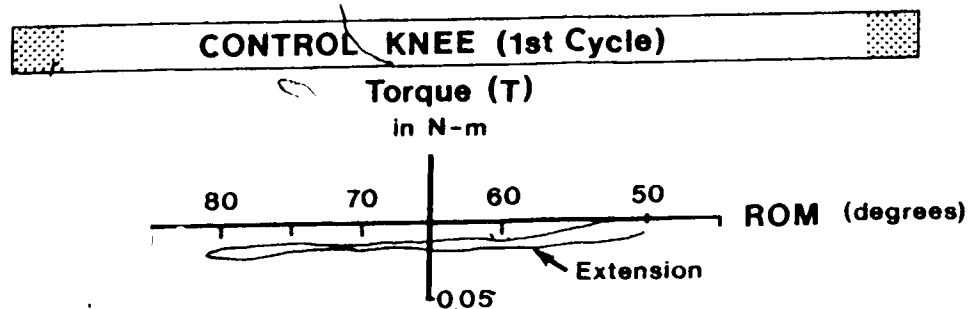 CONTROL KNEE (1st Cycle)
Torque (T)
in N-m
80 70 60 50 ROM (degrees)
Extension
0.05